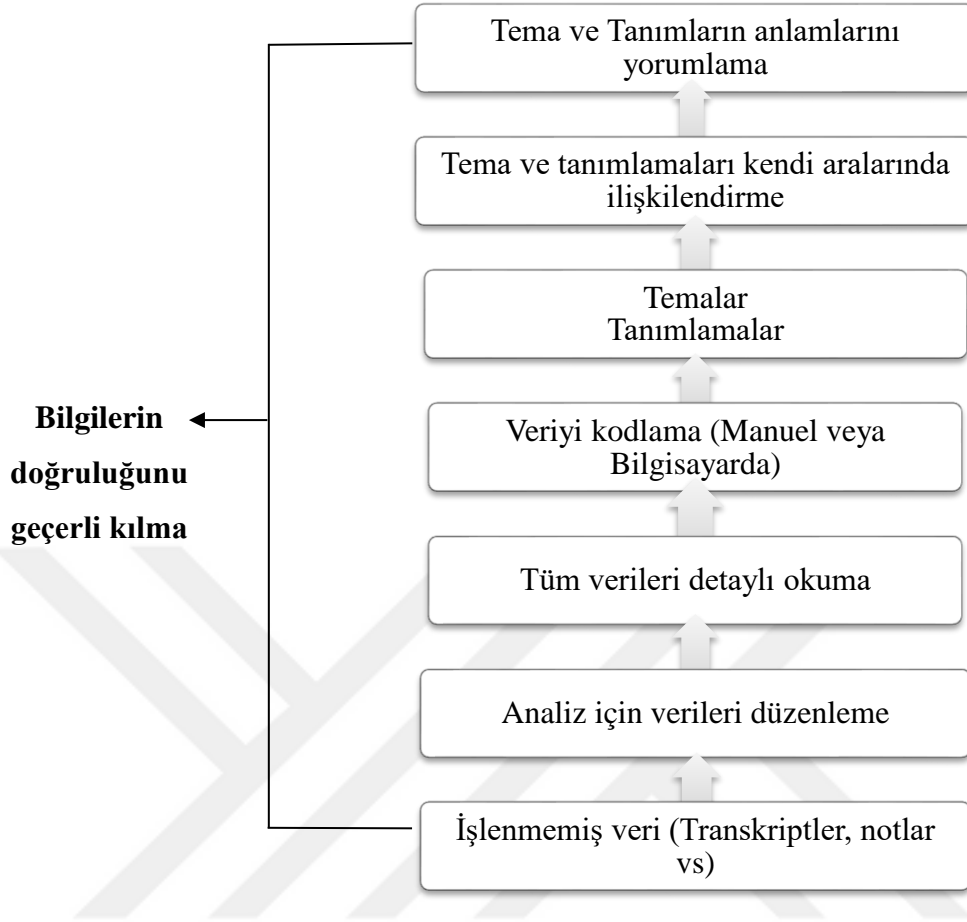 Tema ve Tanımların anlamlarını
yorumlama
Tema ve tanımlamaları kendi aralarında
ilişkilendirme
Temalar
Tanımlamalar
Veriyi kodlama (Manuel veya
Bilgisayarda)
Bilgilerin
doğruluğunu
geçerli kılma
Tüm verileri detaylı okuma
Analiz için verileri düzenleme
İşlenmemiş veri (Transkriptler, notlar
vs)